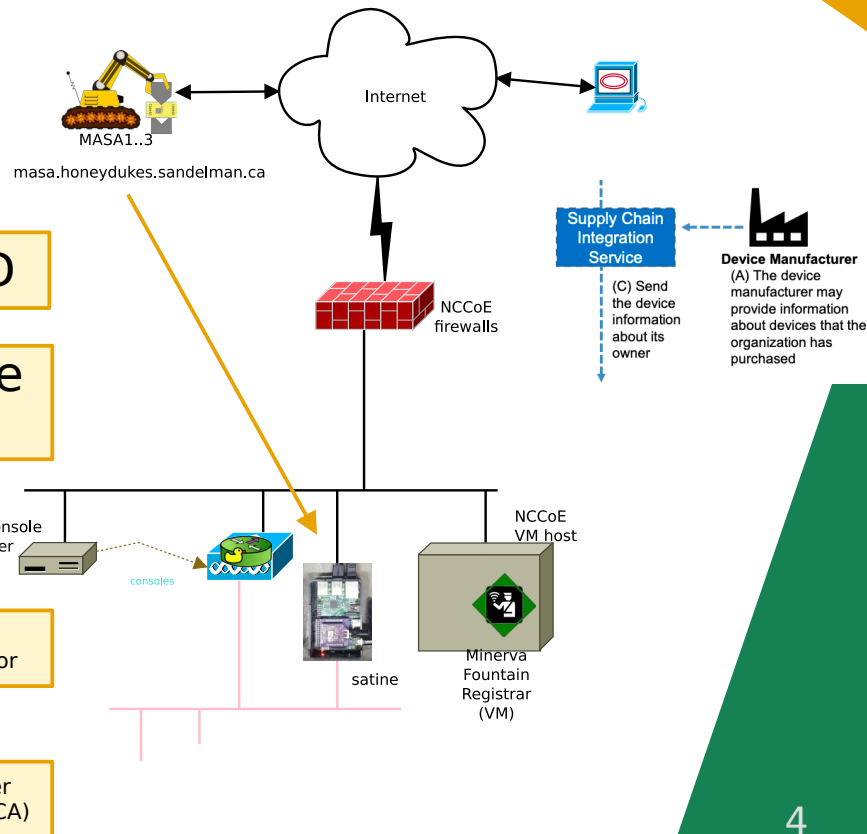 Internet
MASA1..3
masa.honeydukes.sandelman.ca
Supply Chain
Integration
Service
Device Manufacturer
(A) The device
manufacturer may
provide information
about devices that the
organization has
purchased
(C) Send
the device
information
about its
owner
NCCoE
firewalls
NCCoE
VM host
consoles
satine
Minerva
Fountain
Registrar
(VM)
or
CA)
4